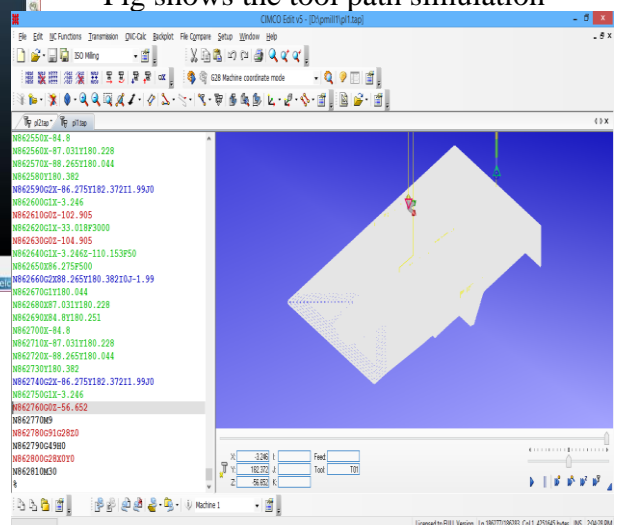 Fig shows the tool path simulation
CIMCO Edit v5 - [D:\pmill1\pl1.tap]
File Edit NC Functions Transmission CNC-Calc Backplot File Compare Setup Window Help
ISO Milling
G28 Machine coordinate mode
pl2tap* pl1tap
N862550X-84.8
N862560X-87.031Y180.228
N862570X-88.265Y180.044
N862580Y180.382
N862590G2X-86.275Y182.372I1.99J0
N862600G1X-3.246
N862610G0Z-102.905
N862620G1X-33.018F3000
N862630G0Z-104.905
N862640G1X-3.246Z-110.153F50
N862650X86.275F500
N862660G2X88.265Y180.382I0J-1.99
N862670G1Y180.044
N862680X87.031Y180.228
N862690X84.8Y180.251
N862700X-84.8
N862710X-87.031Y180.228
N862720X-88.265Y180.044
N862730Y180.382
N862740G2X-86.275Y182.372I1.99J0
N862750G1X-3.246
N862760G0Z-56.652
N862770M9
N862780G91G28Z0
N862790G49H0
N862800G28X0Y0
N862810M30
%
X: -3.246 I: Feed:
Y: 182.372 J: Tool: T01
Z: -56.652 K:
Machine 1